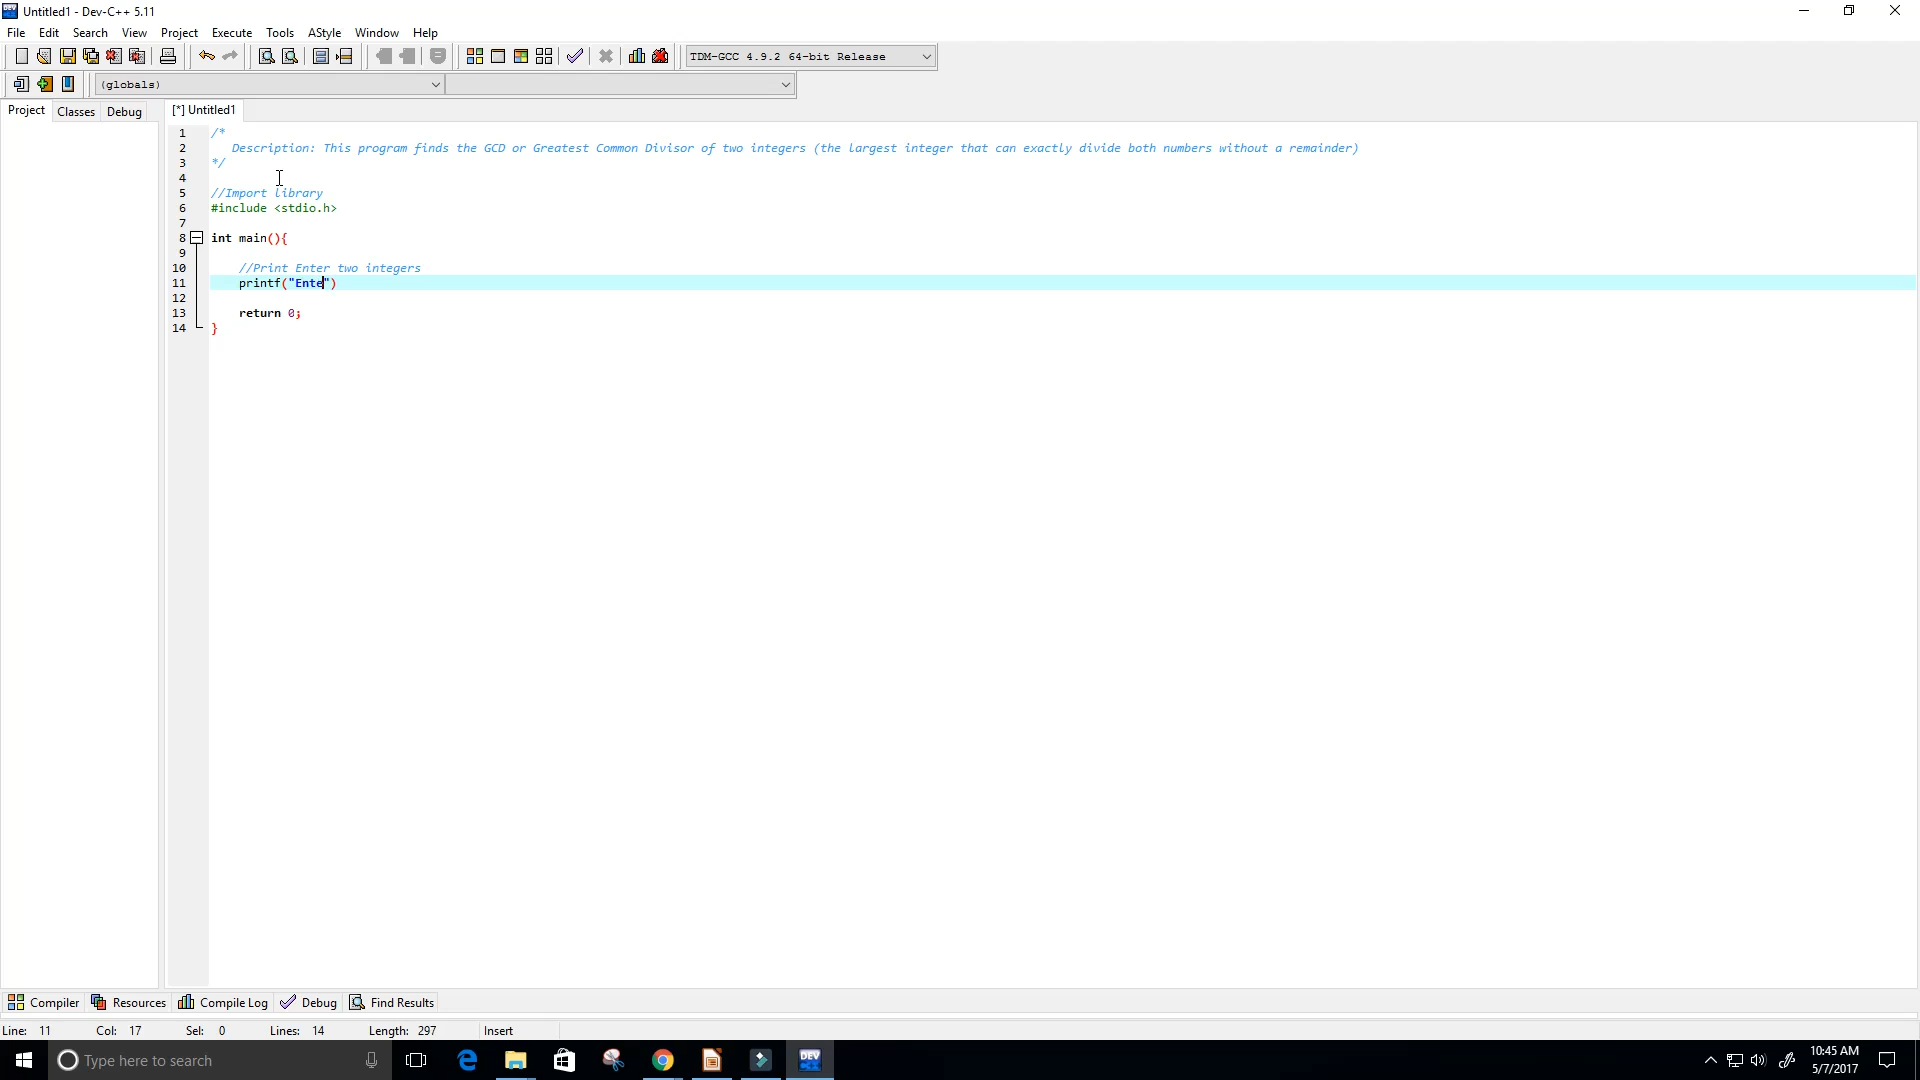 Untitled1 - Dev-C++ 5.11
File Edit Search View Project Execute Tools AStyle Window Help
TDM-GCC 4.9.2 64-bit Release
(globals)
Project Classes Debug [*] Untitled1
1 /*
2 Description: This program finds the GCD or Greatest Common Divisor of two integers (the largest integer that can exactly divide both numbers without a remainder)
3 */
4
5 //Import library
6 #include <stdio.h>
7
8 int main(){
9
10 //Print Enter two integers
11 printf("Ente")
12
13 return 0;
14 }
Compiler Resources Compile Log Debug Find Results
Line: 11 Col: 17 Sel: 0 Lines: 14 Length: 297 Insert
Type here to search
DEV
10:45 AM
5/7/2017